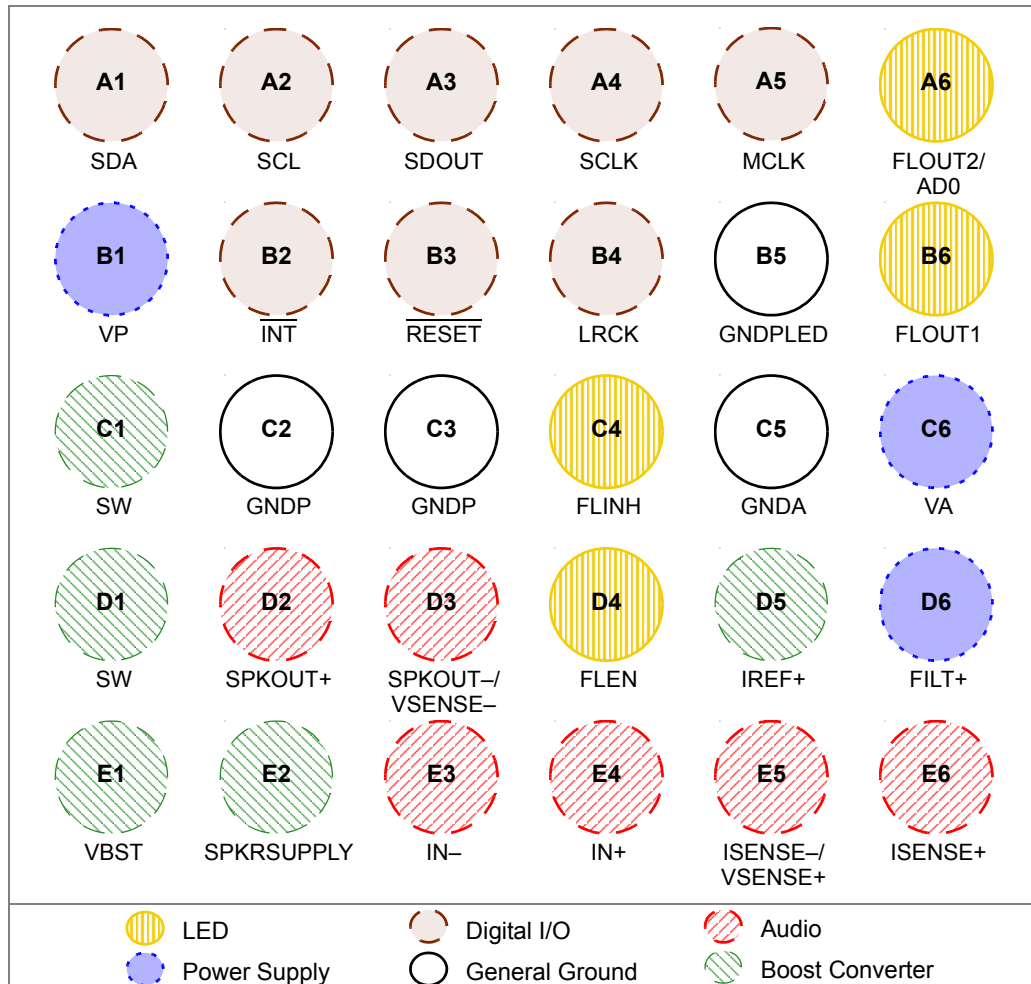 A1 A2 A3 A4 A5 A6
SDA SCL SDOUT SCLK MCLK FLOUT2/
AD0
B1 B2 B3 B4 B5 B6
VP INT RESET LRCK GNDPLED FLOUT1
C1 C2 C3 C4 C5 C6
SW GNDP GNDP FLINH GNDA VA
D1 D2 D3 D4 D5 D6
SW SPKOUT+ SPKOUT–/ FLEN IREF+ FILT+
VSENSE–
E1 E2 E3 E4 E5 E6
VBST SPKRSUPPLY IN– IN+ ISENSE–/ ISENSE+
VSENSE+
LED Digital I/O Audio
Power Supply General Ground Boost Converter